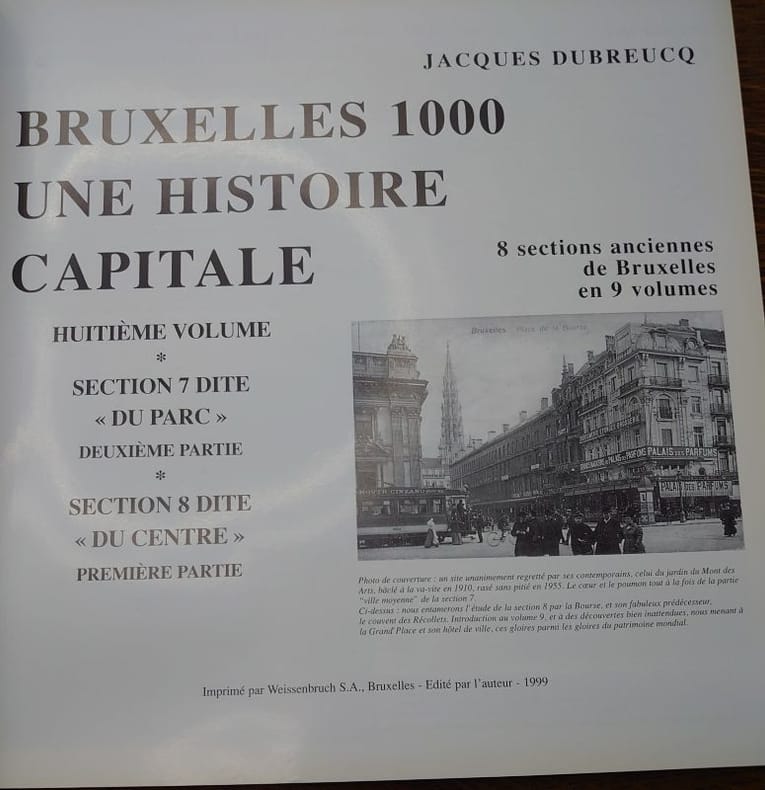 JACQUES DUBREUCQ
BRUXELLES 1000
UNE HISTOIRE
CAPITALE
8 sections anciennes
de Bruxelles
en 9 volumes
HUITIÈME VOLUME
*
SECTION 7 DITE
« DU PARC »
DEUXIÈME PARTIE
*
SECTION 8 DITE
« DU CENTRE »
PREMIÈRE PARTIE
Bruxelles Place de la Bourse
PALAIS DES PARFUMS
PALAIS DES PARFUMS
Photo de couverture : un site unanimement regretté par ses contemporains, celui du jardin du Mont des
Arts, bâclé à la va-vite en 1910, rasé sans pitié en 1955. Le cœur et le poumon tout à la fois de la partie
"ville moyenne" de la section 7.
Ci-dessus : nous entamerons l'étude de la section 8 par la Bourse, et son fabuleux prédécesseur,
le couvent des Récollets. Introduction au volume 9, et à des découvertes bien inattendues, nous menant à
la Grand'Place et son hôtel de ville, ces gloires parmi les gloires du patrimoine mondial.
Imprimé par Weissenbruch S.A., Bruxelles - Edité par l'auteur - 1999